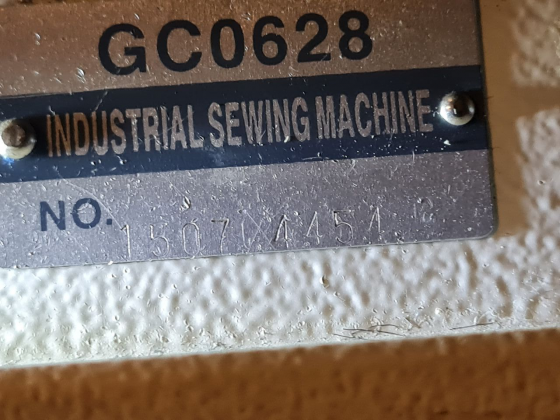 GC0628
INDUSTRIAL SEWING MACHINE
NO.